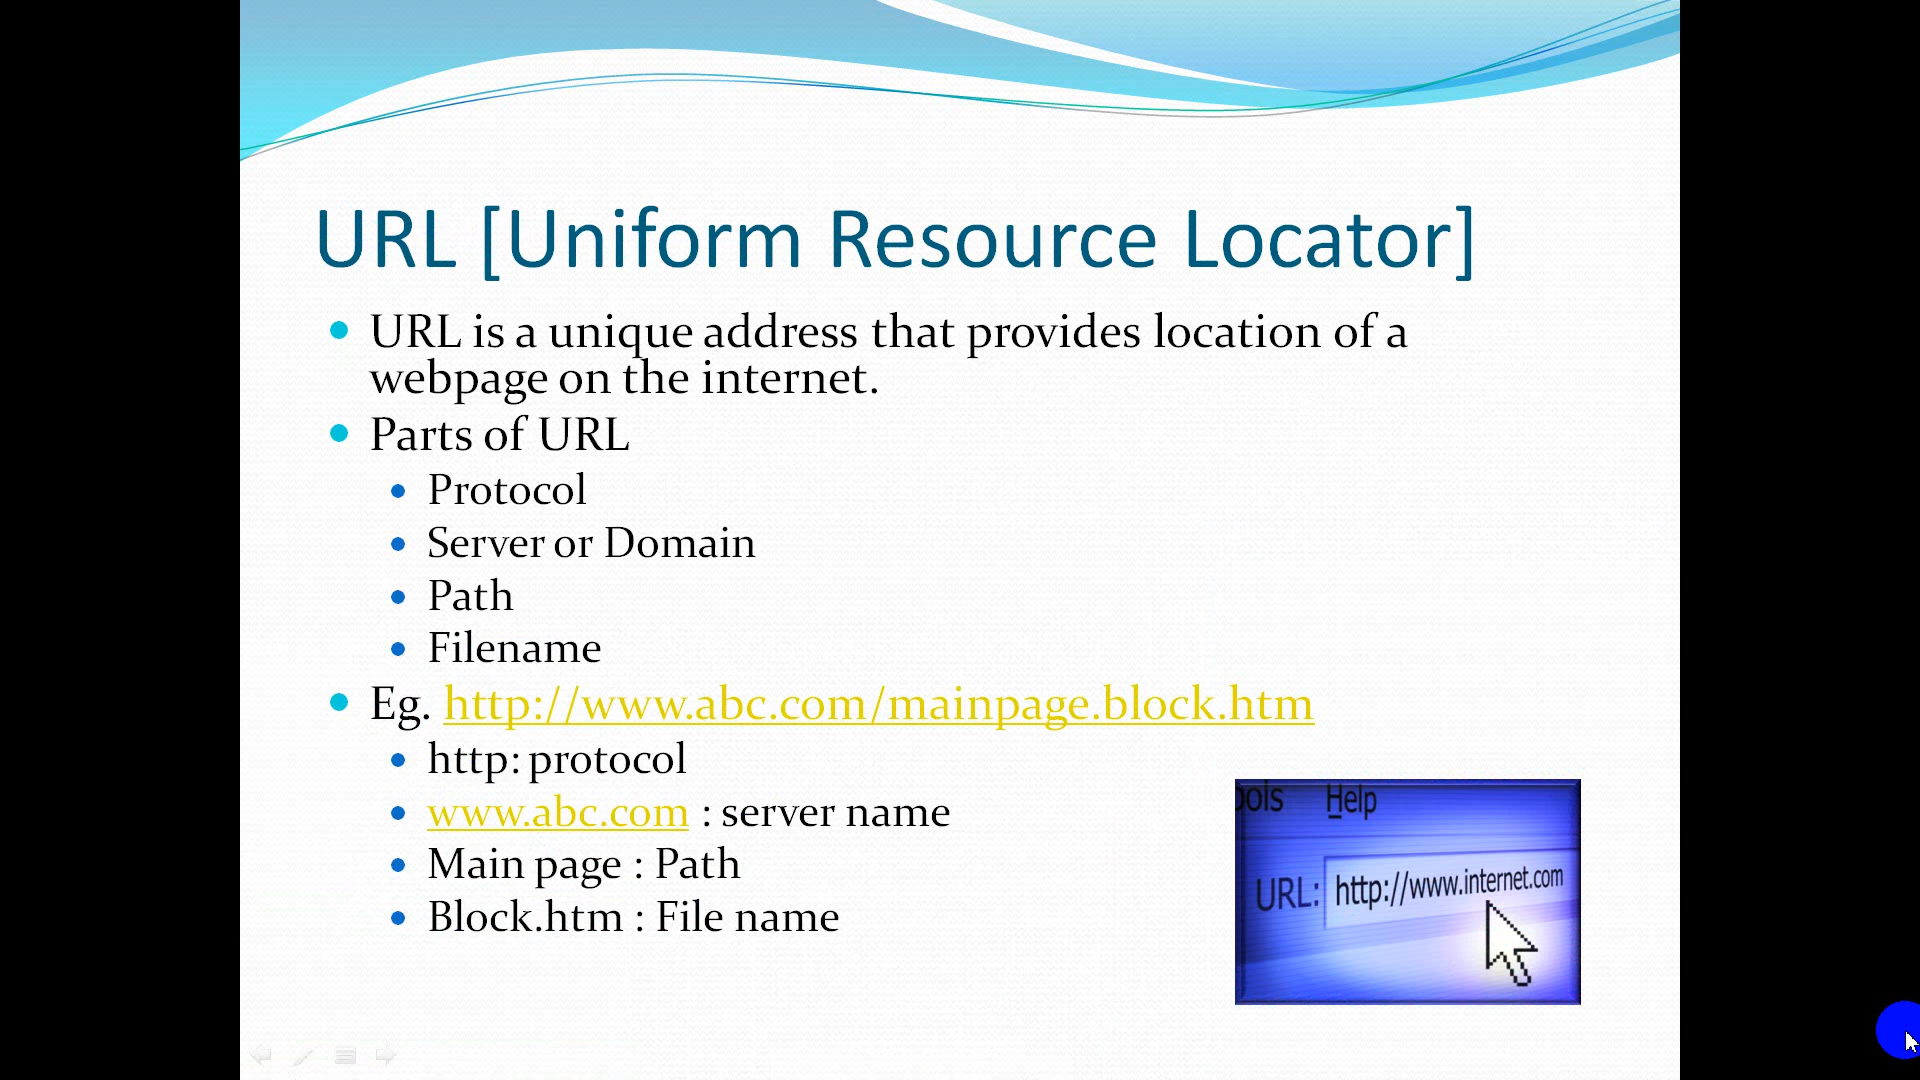 URL [Uniform Resource Locator]
URL is a unique address that provides location of a
webpage on the internet.
Parts of URL
Protocol
Server or Domain
Path
Filename
Eg. http://www.abc.com/mainpage.block.htm
http: protocol
www.abc.com : server name
Main page : Path
Block.htm : File name
ools Help
URL: http://www.internet.com